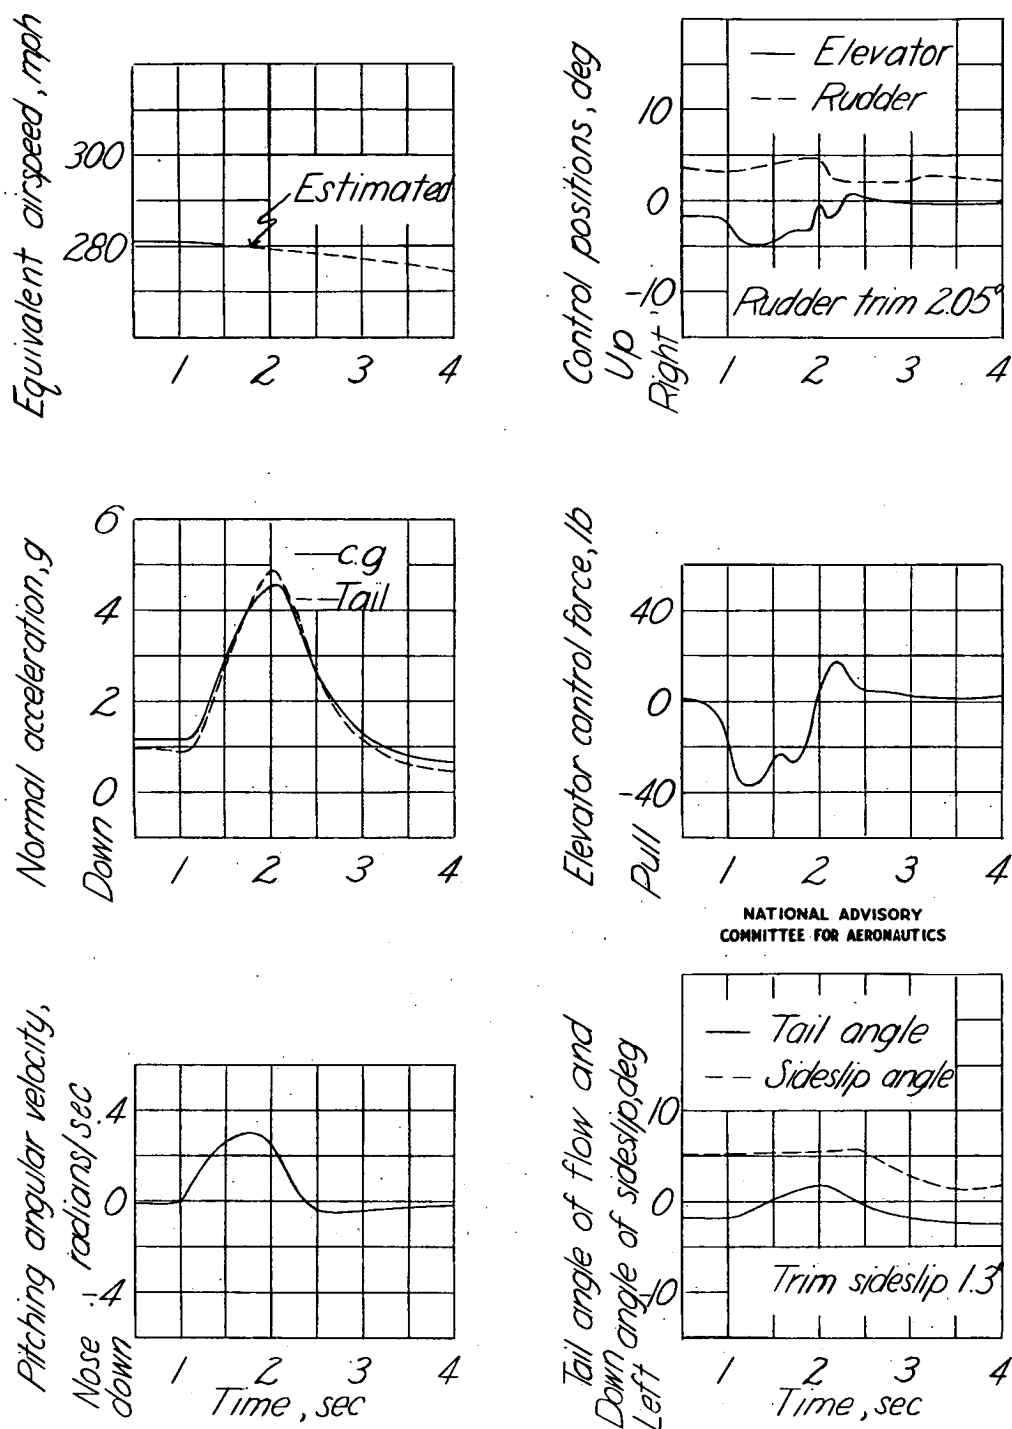 Equivalent airspeed, mph
300
280
Estimated
1 2 3 4
Control positions, deg
Up
Right
10
0
-10
Elevator
Rudder
Rudder trim 2.05°
1 2 3 4
Normal acceleration, g
Down
6
4
2
0
c.g
Tail
1 2 3 4
Elevator control force, lb
Pull
40
0
-40
1 2 3 4
NATIONAL ADVISORY
COMMITTEE FOR AERONAUTICS
Pitching angular velocity,
radians/sec
Nose
down
.4
0
-.4
1 2 3 4
Time, sec
Tail angle of flow and
Down angle of sideslip, deg
Left
10
0
-10
Tail angle
Sideslip angle
Trim sideslip 1.3°
1 2 3 4
Time, sec